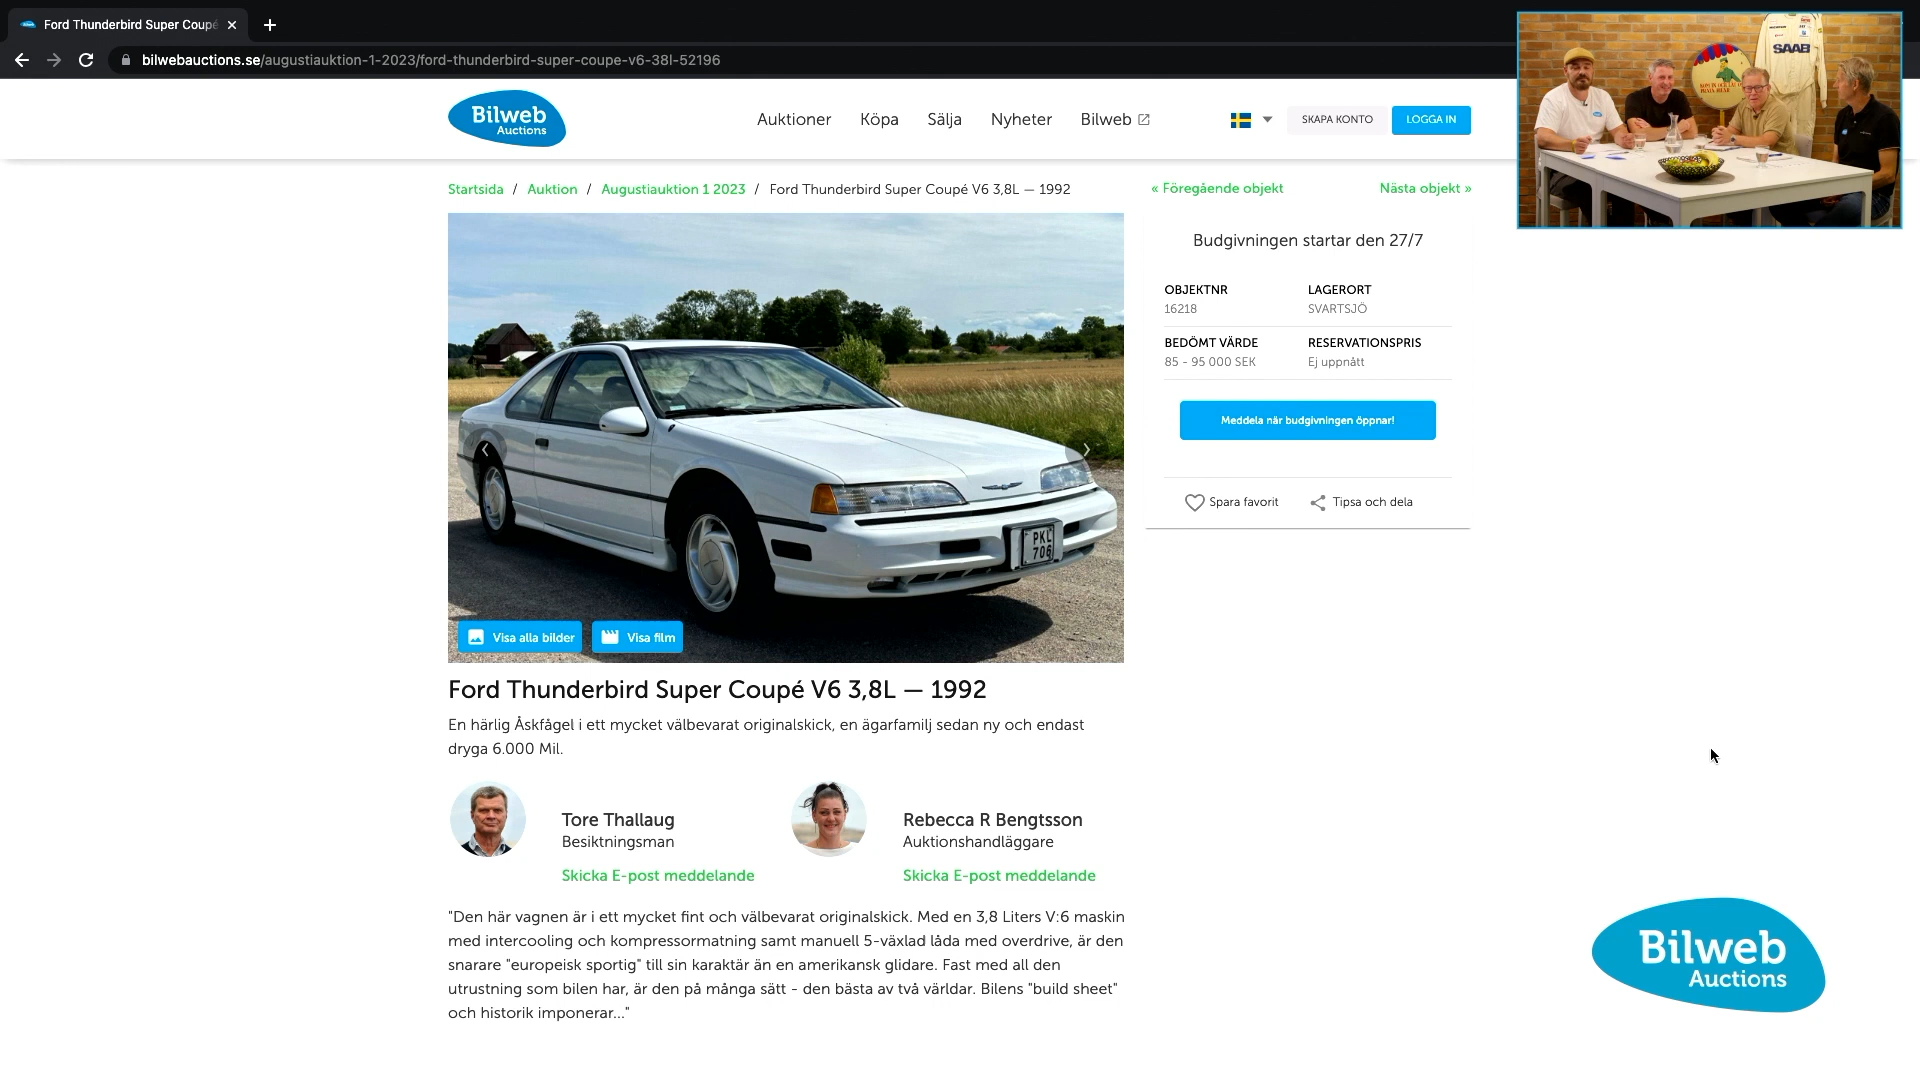 Ford Thunderbird Super Coupé
bilwebauctions.se/augustiauktion-1-2023/ford-thunderbird-super-coupe-v6-38l-52196
SAAB
Bilweb
Auctions
Auktioner
Köpa
Sälja
Nyheter
Bilweb
SKAPA KONTO
LOGGA IN
Startsida / Auktion / Augustiauktion 1 2023 / Ford Thunderbird Super Coupé V6 3,8L — 1992
« Föregående objekt
Nästa objekt »
Budgivningen startar den 27/7
OBJEKTNR
16218
LAGERORT
SVARTSJÖ
BEDÖMT VÄRDE
85 - 95 000 SEK
RESERVATIONSPRIS
Ej uppnått
Meddela när budgivningen öppnar!
Spara favorit
Tipsa och dela
PKL
706
Visa alla bilder
Visa film
Ford Thunderbird Super Coupé V6 3,8L — 1992
En härlig Åskfågel i ett mycket välbevarat originalskick, en ägarfamilj sedan ny och endast
dryga 6.000 Mil.
Tore Thallaug
Besiktningsman
Skicka E-post meddelande
Rebecca R Bengtsson
Auktionshandläggare
Skicka E-post meddelande
"Den här vagnen är i ett mycket fint och välbevarat originalskick. Med en 3,8 Liters V:6 maskin
med intercooling och kompressormatning samt manuell 5-växlad låda med overdrive, är den
snarare "europeisk sportig" till sin karaktär än en amerikansk glidare. Fast med all den
utrustning som bilen har, är den på många sätt - den bästa av två världar. Bilens "build sheet"
och historik imponerar..."
Bilweb
Auctions